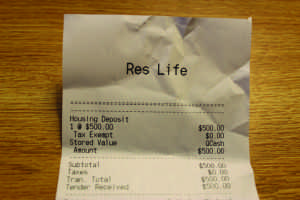 Res Life
Housing Deposit
1 @ $500.00 $500.00
Tax Exempt $0.00
Stored Value QCash
Amount $500.00
Subtotal $500.00
Taxes $0.00
Tran. Total $500.00
Tender Received $500.00